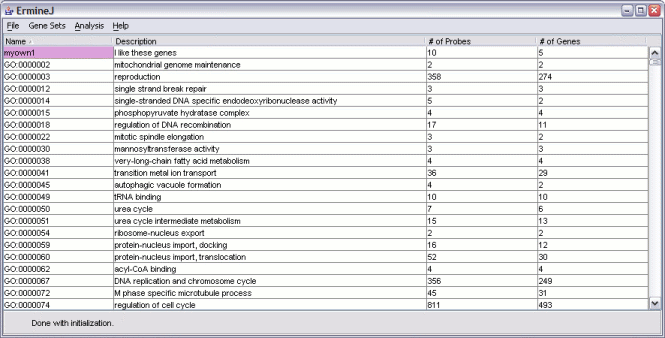 ErmineJ
File Gene Sets Analysis Help
Name Description # of Probes # of Genes
myown1 I like these genes 10 5
GO:0000002 mitochondrial genome maintenance 2 2
GO:0000003 reproduction 358 274
GO:0000012 single strand break repair 3 3
GO:0000014 single-stranded DNA specific endodeoxyribonuclease activity 5 2
GO:0000015 phosphopyruvate hydratase complex 4 4
GO:0000018 regulation of DNA recombination 17 11
GO:0000022 mitotic spindle elongation 3 2
GO:0000030 mannosyltransferase activity 3 3
GO:0000038 very-long-chain fatty acid metabolism 4 4
GO:0000041 transition metal ion transport 36 29
GO:0000045 autophagic vacuole formation 4 2
GO:0000049 tRNA binding 10 10
GO:0000050 urea cycle 7 6
GO:0000051 urea cycle intermediate metabolism 15 13
GO:0000054 ribosome-nucleus export 2 2
GO:0000059 protein-nucleus import, docking 16 12
GO:0000060 protein-nucleus import, translocation 52 30
GO:0000062 acyl-CoA binding 4 4
GO:0000067 DNA replication and chromosome cycle 356 249
GO:0000072 M phase specific microtubule process 45 31
GO:0000074 regulation of cell cycle 811 493
Done with initialization.